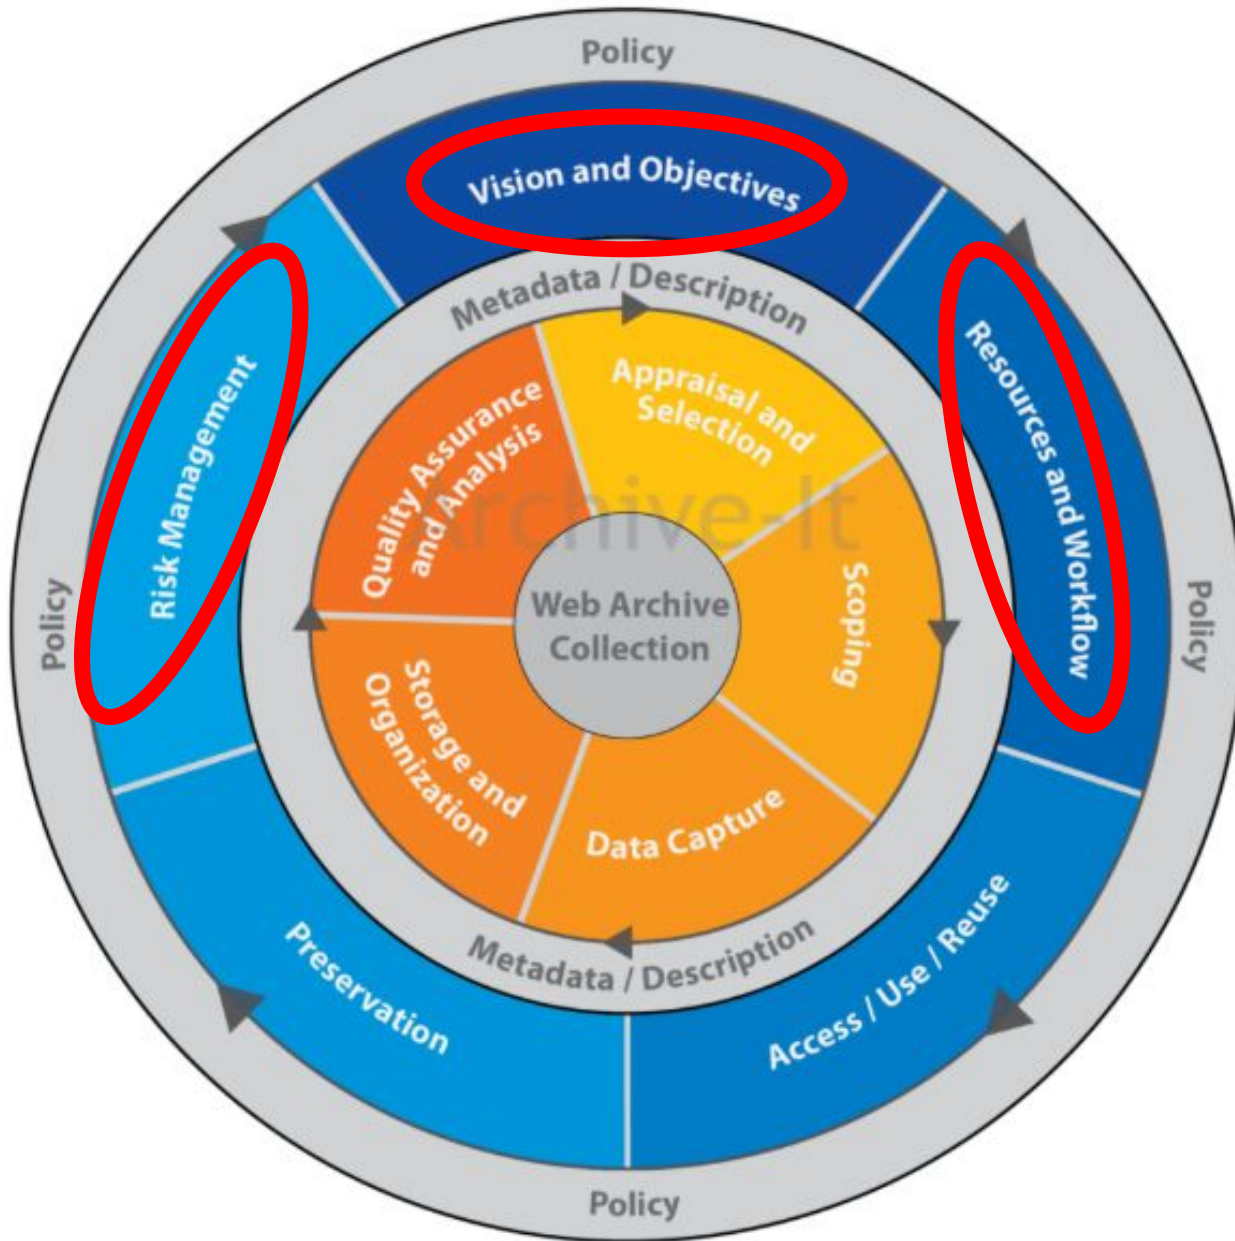 Policy
Vision and Objectives
Metadata / Description
Appraisal and
Selection
Quality Assurance
and Analysis
Resources and Workflow
Risk Management
Archive-It
Scoping
Web Archive
Collection
Policy
Policy
Storage and
Organization
Data Capture
Metadata / Description
Preservation
Access / Use / Reuse
Policy